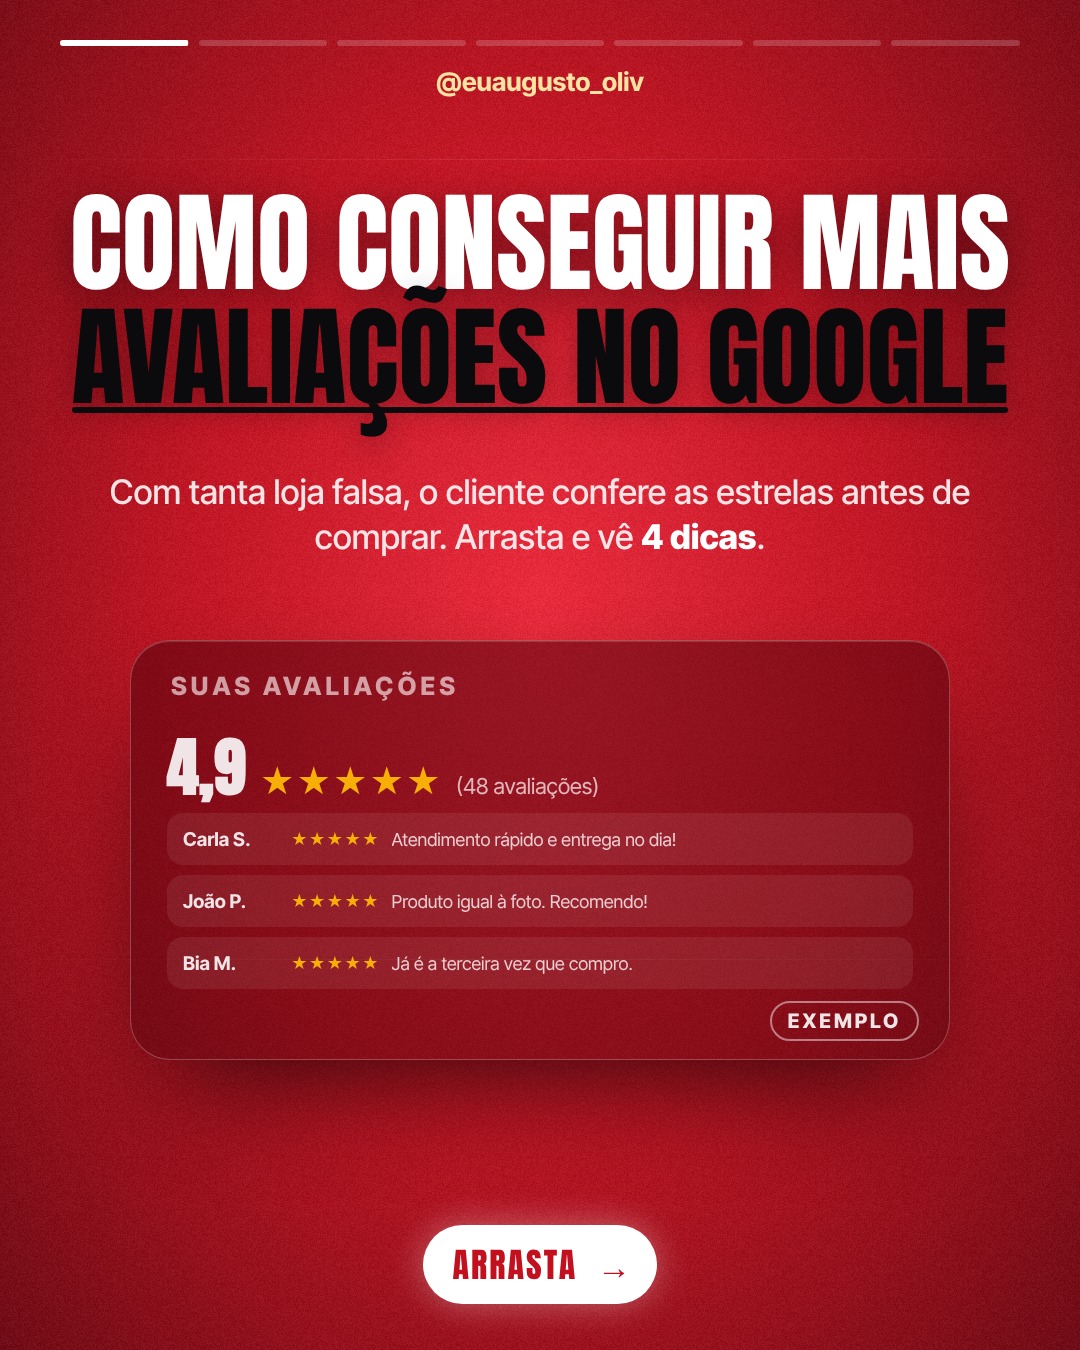 @euaugusto_oliv
COMO CONSEGUIR MAIS
AVALIAÇÕES NO GOOGLE
Com tanta loja falsa, o cliente confere as estrelas antes de
comprar. Arrasta e vê 4 dicas.
SUAS AVALIAÇÕES
4,9 ★★★★★ (48 avaliações)
Carla S. ★★★★★ Atendimento rápido e entrega no dia!
João P. ★★★★★ Produto igual à foto. Recomendo!
Bia M. ★★★★★ Já é a terceira vez que compro.
EXEMPLO
ARRASTA →